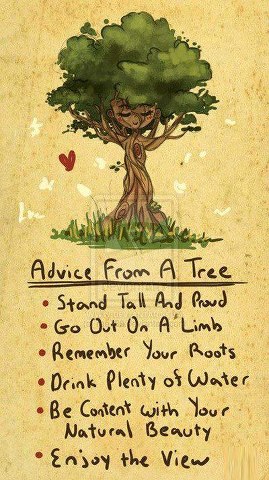 Advice From A Tree
• Stand Tall And Proud
• Go Out On A Limb
• Remember Your Roots
• Drink Plenty of Water
• Be Content with Your
Natural Beauty
• Enjoy the View